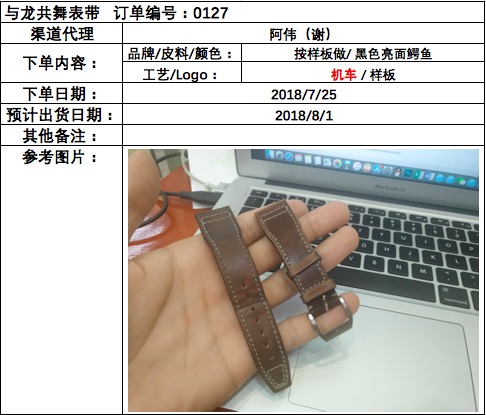 与龙共舞表带 订单编号：0127
渠道代理 阿伟（谢）
下单内容： 品牌/皮料/颜色： 按样板做/ 黑色亮面鳄鱼
工艺/Logo： 机车 / 样板
下单日期： 2018/7/25
预计出货日期： 2018/8/1
其他备注：
参考图片：
MacBook Air